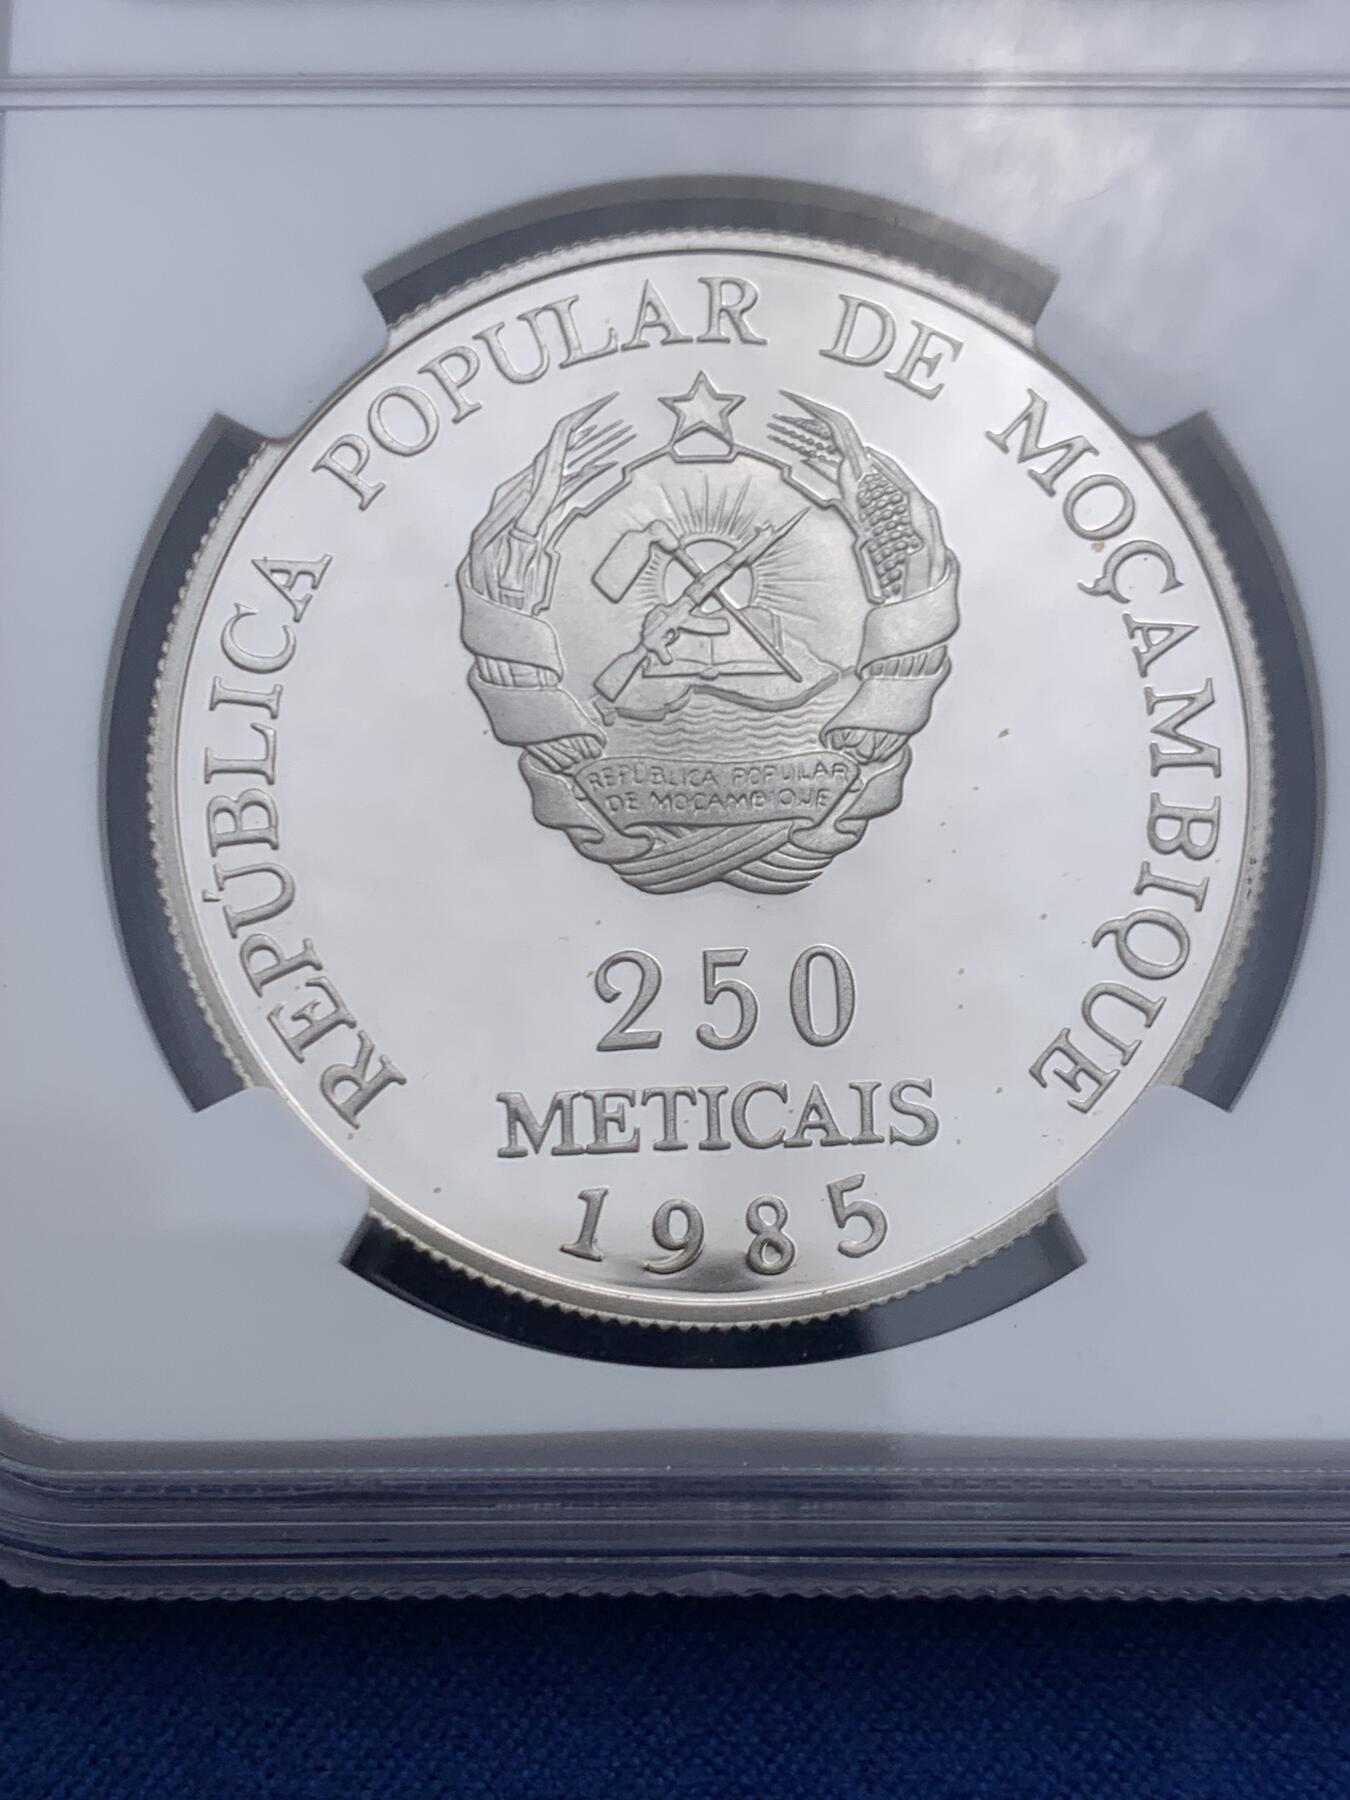 REPÚBLICA POPULAR DE MOÇAMBIQUE
REPÚBLICA POPULAR
DE MOÇAMBIQUE
250
METICAIS
1985